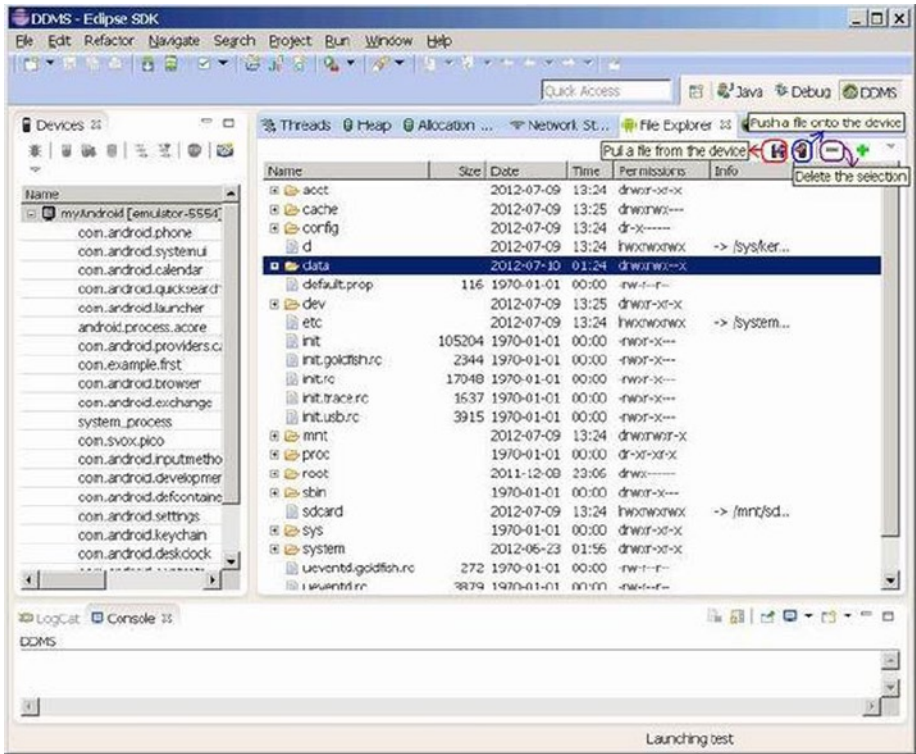 DDMS - Eclipse SDK
File Edit Refactor Navigate Search Project Run Window Help
Quick Access
Java Debug DDMS
Devices
Threads Heap Allocation ... Network St... File Explorer
Push a file onto the device
Pull a file from the device
Delete the selection
Name
myAndroid [emulator-5554]
com.android.phone
com.android.systemui
com.android.calendar
com.android.quicksearch
com.android.launcher
android.process.acore
com.android.providers.ca
com.example.first
com.android.browser
com.android.exchange
system_process
com.svox.pico
com.android.inputmetho
com.android.developmer
com.android.defcontaine
com.android.settings
com.android.keychain
com.android.deskclock
Name Size Date Time Permissions Info
acct 2012-07-09 13:24 drwxr-xr-x
cache 2012-07-09 13:25 drwxrwx---
config 2012-07-09 13:24 dr-x------
d 2012-07-09 13:24 lrwxrwxrwx -> /sys/ker...
data 2012-07-10 01:24 drwxrwx--x
default.prop 116 1970-01-01 00:00 -rw-r--r--
dev 2012-07-09 13:25 drwxr-xr-x
etc 2012-07-09 13:24 lrwxrwxrwx -> /system...
init 105204 1970-01-01 00:00 -rwxr-x---
init.goldfish.rc 2344 1970-01-01 00:00 -rwxr-x---
init.rc 17048 1970-01-01 00:00 -rwxr-x---
init.trace.rc 1637 1970-01-01 00:00 -rwxr-x---
init.usb.rc 3915 1970-01-01 00:00 -rwxr-x---
mnt 2012-07-09 13:24 drwxrwxr-x
proc 1970-01-01 00:00 dr-xr-xr-x
root 2011-12-08 23:06 drwx------
sbin 1970-01-01 00:00 drwxr-x---
sdcard 2012-07-09 13:24 lrwxrwxrwx -> /mnt/sd...
sys 1970-01-01 00:00 drwxr-xr-x
system 2012-06-23 01:56 drwxr-xr-x
ueventd.goldfish.rc 272 1970-01-01 00:00 -rw-r--r--
ueventd.rc 3879 1970-01-01 00:00 -rw-r--r--
LogCat Console
DDMS
Launching test